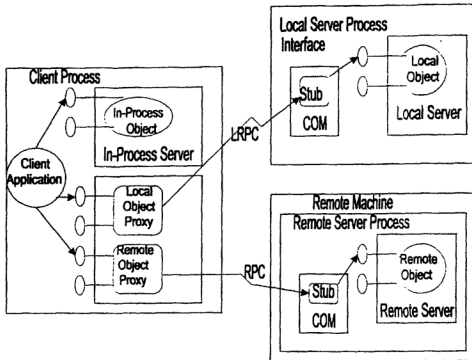 Client Process
In-Process
Object
In-Process Server
Client
Application
Local
Object
Proxy
Remote
Object
Proxy
LRPC
RPC
Local Server Process
Interface
Stub
COM
Local
Object
Local Server
Remote Machine
Remote Server Process
Stub
COM
Remote
Object
Remote Server